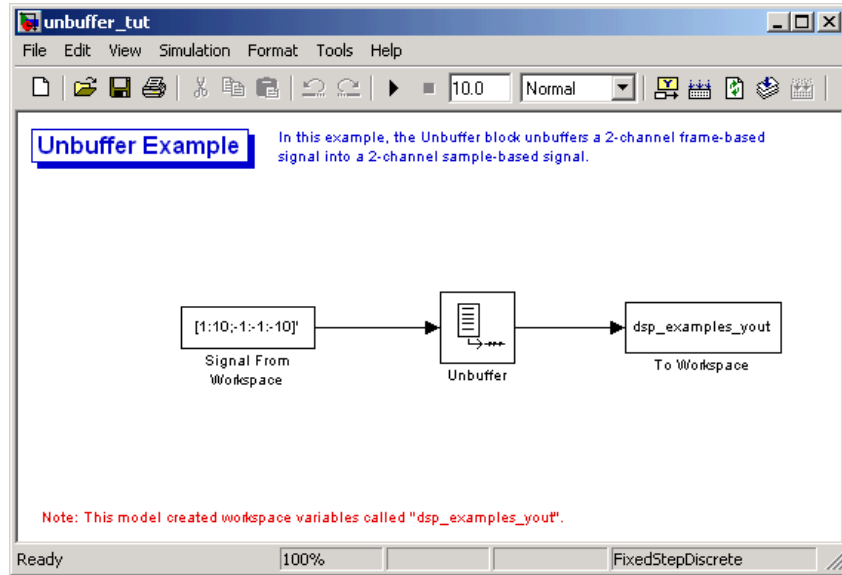 unbuffer_tut
File Edit View Simulation Format Tools Help
10.0 Normal
Unbuffer Example
In this example, the Unbuffer block unbuffers a 2-channel frame-based
signal into a 2-channel sample-based signal.
[1:10;-1:-1:-10]'
Signal From
Workspace
Unbuffer
dsp_examples_yout
To Workspace
Note: This model created workspace variables called "dsp_examples_yout".
Ready 100% FixedStepDiscrete